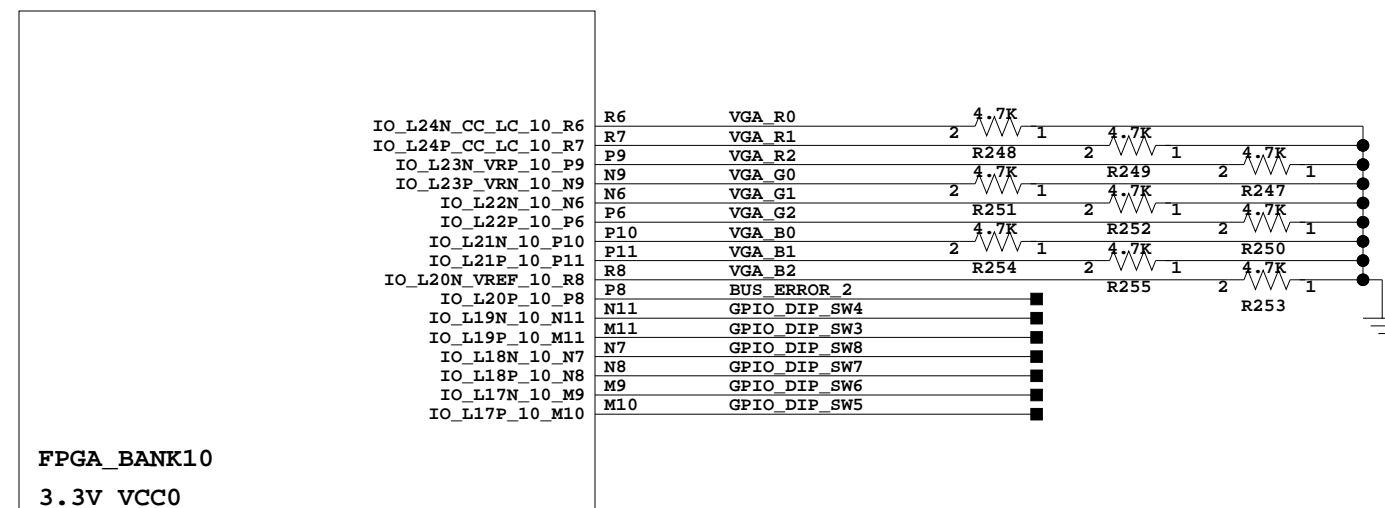 IO_L24N_CC_LC_10_R6 R6 VGA_R0 4.7K
IO_L24P_CC_LC_10_R7 R7 VGA_R1 2 1 4.7K
IO_L23N_VRP_10_P9 P9 VGA_R2 R248 2 1 4.7K
IO_L23P_VRN_10_N9 N9 VGA_G0 4.7K R249 2 1
IO_L22N_10_N6 N6 VGA_G1 2 1 4.7K R247
IO_L22P_10_P6 P6 VGA_G2 R251 2 1 4.7K
IO_L21N_10_P10 P10 VGA_B0 4.7K R252 2 1
IO_L21P_10_P11 P11 VGA_B1 2 1 4.7K R250
IO_L20N_VREF_10_R8 R8 VGA_B2 R254 2 1 4.7K
IO_L20P_10_P8 P8 BUS_ERROR_2 R255 2 1
IO_L19N_10_N11 N11 GPIO_DIP_SW4 R253
IO_L19P_10_M11 M11 GPIO_DIP_SW3
IO_L18N_10_N7 N7 GPIO_DIP_SW8
IO_L18P_10_N8 N8 GPIO_DIP_SW7
IO_L17N_10_M9 M9 GPIO_DIP_SW6
IO_L17P_10_M10 M10 GPIO_DIP_SW5
FPGA_BANK10
3.3V VCC0